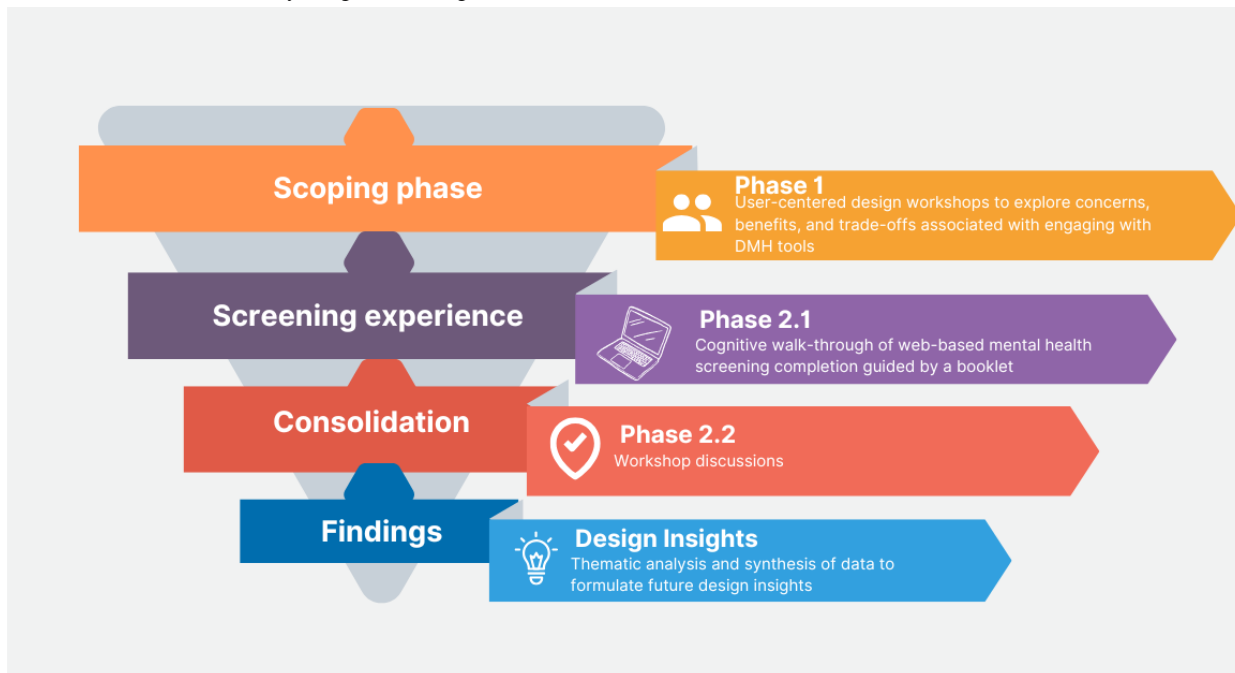 Scoping phase
Phase 1
User-centered design workshops to explore concerns,
benefits, and trade-offs associated with engaging with
DMH tools
Screening experience
Phase 2.1
Cognitive walk-through of web-based mental health
screening completion guided by a booklet
Consolidation
Phase 2.2
Workshop discussions
Findings
Design Insights
Thematic analysis and synthesis of data to
formulate future design insights